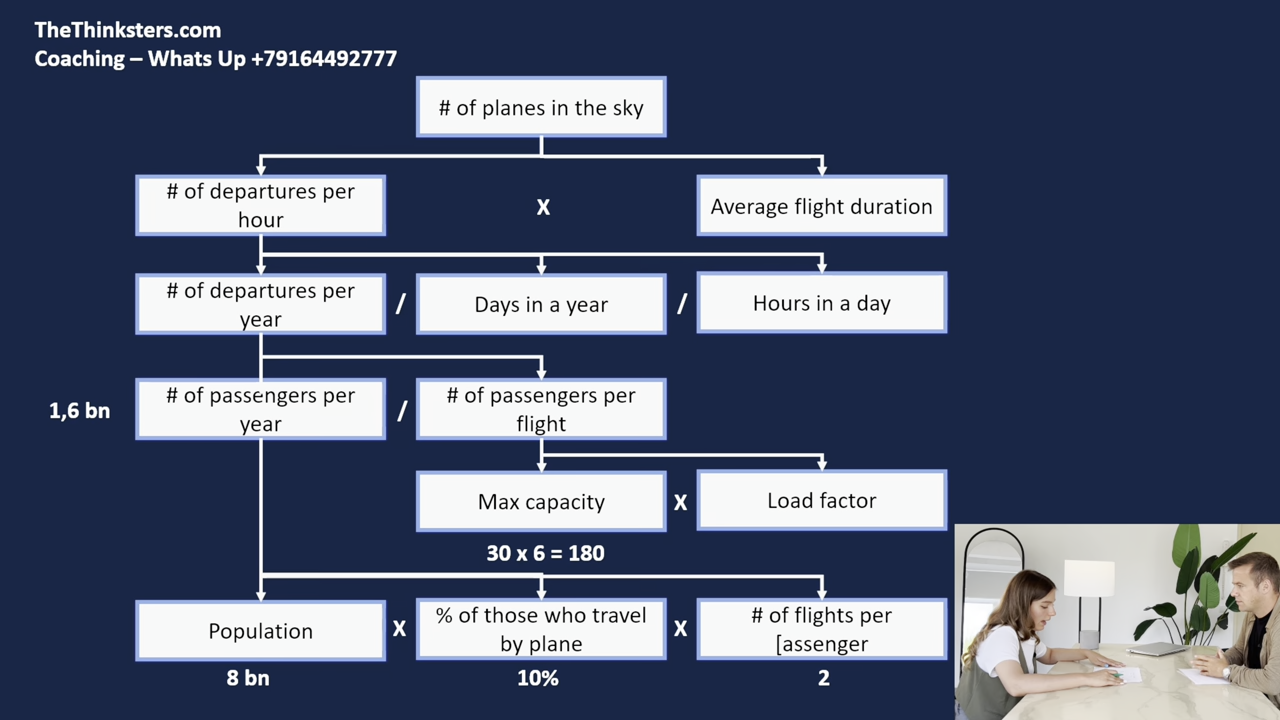 TheThinksters.com
Coaching – Whats Up +79164492777
# of planes in the sky
# of departures per
hour
X
Average flight duration
# of departures per
year
/
Days in a year
/
Hours in a day
1,6 bn
# of passengers per
year
/
# of passengers per
flight
Max capacity
X
Load factor
30 x 6 = 180
Population
X
% of those who travel
by plane
X
# of flights per
[assenger
8 bn
10%
2